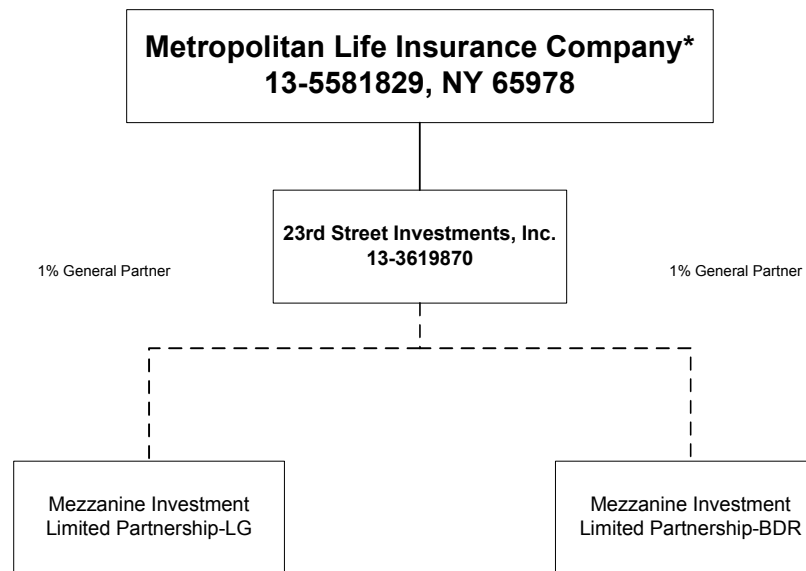 Metropolitan Life Insurance Company*
13-5581829, NY 65978
23rd Street Investments, Inc.
13-3619870
1% General Partner
1% General Partner
Mezzanine Investment
Limited Partnership-LG
Mezzanine Investment
Limited Partnership-BDR